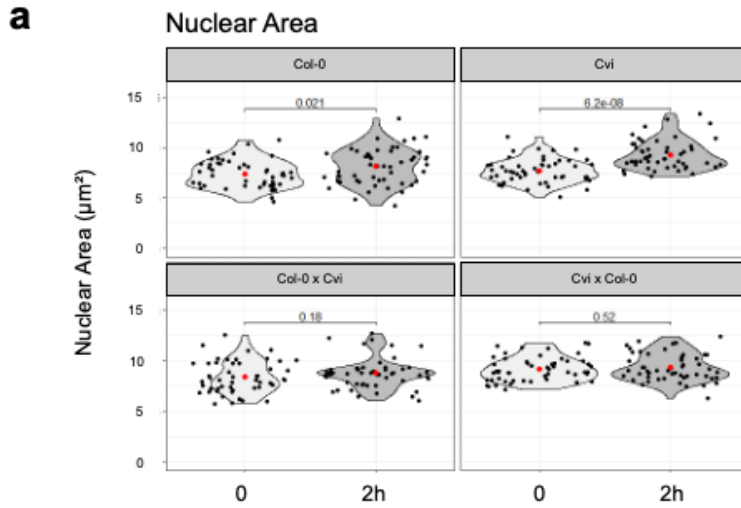 a
Nuclear Area
Col-0
Cvi
15
10
5
0
0.021
6.2e-08
Nuclear Area (µm²)
Col-0 x Cvi
Cvi x Col-0
15
10
5
0
0.18
0.52
0
2h
0
2h